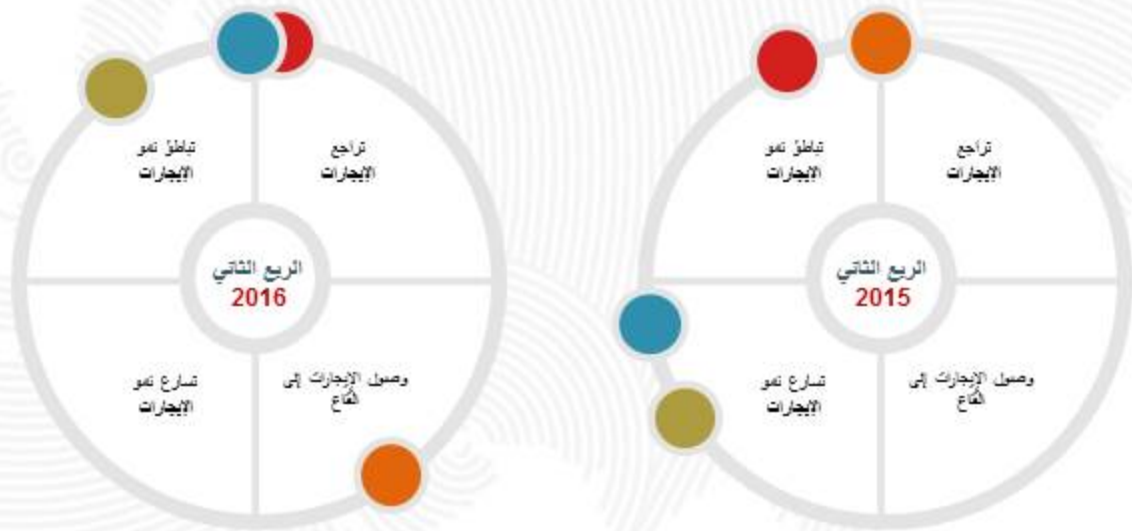 تراجع
الإيجارات
تباطؤ نمو
الإيجارات
الربع الثاني
2015
وصول الإيجارات إلى
القاع
تسارع نمو
الإيجارات
تراجع
الإيجارات
تباطؤ نمو
الإيجارات
الربع الثاني
2016
وصول الإيجارات إلى
القاع
تسارع نمو
الإيجارات